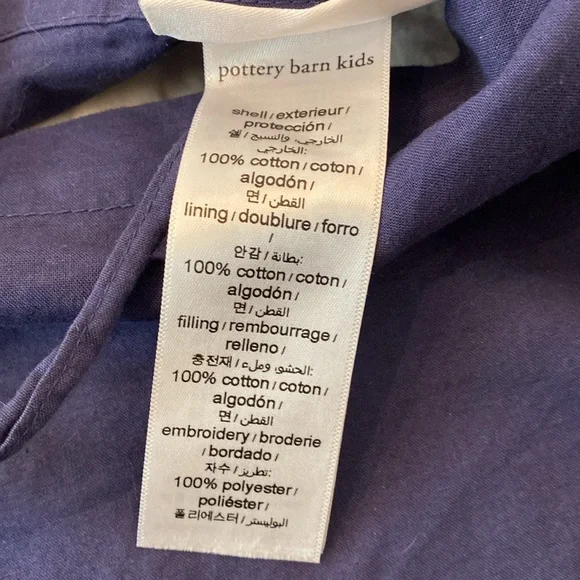 pottery barn kids
shell / exterieur /
protección /
쉘 / الخارجي، والنسيج
الخارجي:
100% cotton / coton /
algodón /
면 / القطن
lining / doublure / forro
/
안감 / بطانة:
100% cotton / coton /
algodón /
면 / القطن
filling / rembourrage /
relleno /
충전재 / الحشو، وملء:
100% cotton / coton /
algodón /
면 / القطن
embroidery / broderie
/ bordado /
자수 / تطريز:
100% polyester /
poliéster /
폴리에스터 / البوليستر